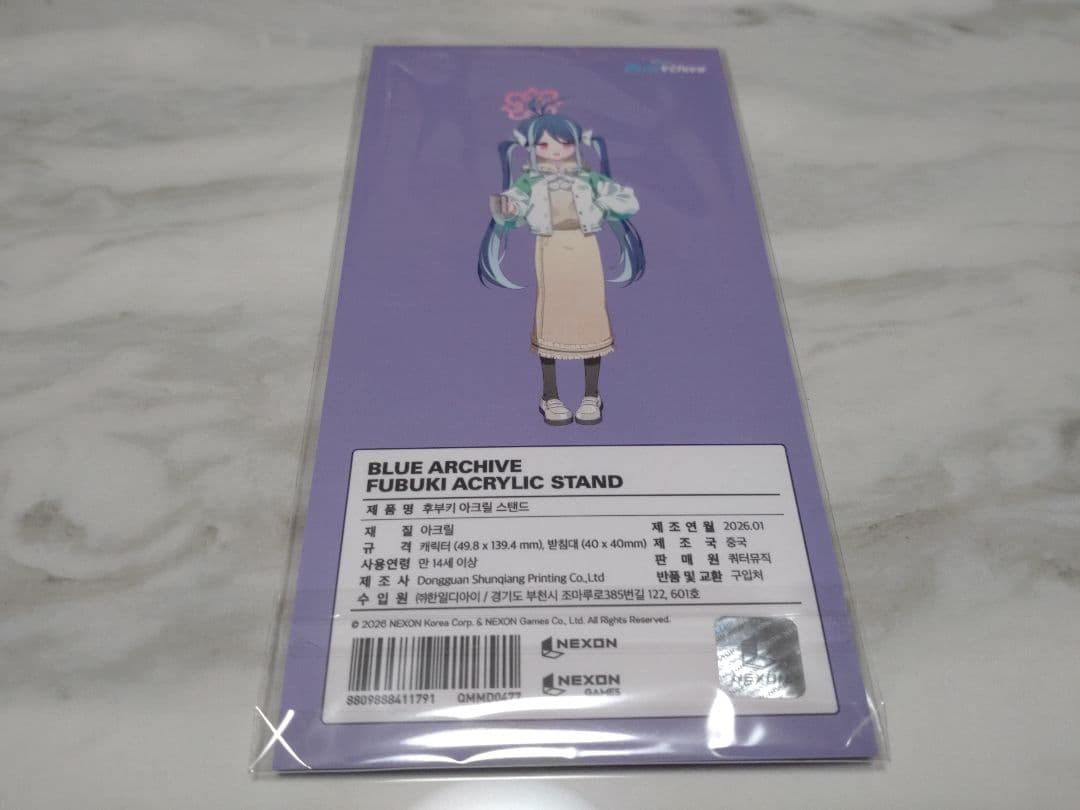 Blue Archive
BLUE ARCHIVE
FUBUKI ACRYLIC STAND
제 품 명 후부키 아크릴 스탠드
재 질 아크릴 제조연월 2026.01
규 격 캐릭터 (49.8 x 139.4 mm), 받침대 (40 x 40mm) 제 조 국 중국
사용연령 만 14세 이상 판 매 원 쿼터뮤직
제 조 사 Dongguan Shunqiang Printing Co.,Ltd 반품 및 교환 구입처
수 입 원 ㈜한일디아이 / 경기도 부천시 조마루로385번길 122, 601호
© 2026 NEXON Korea Corp. & NEXON Games Co., Ltd. All Rights Reserved.
NEXON
NEXON
GAMES
NEXON
8809888411791 QMMD0477